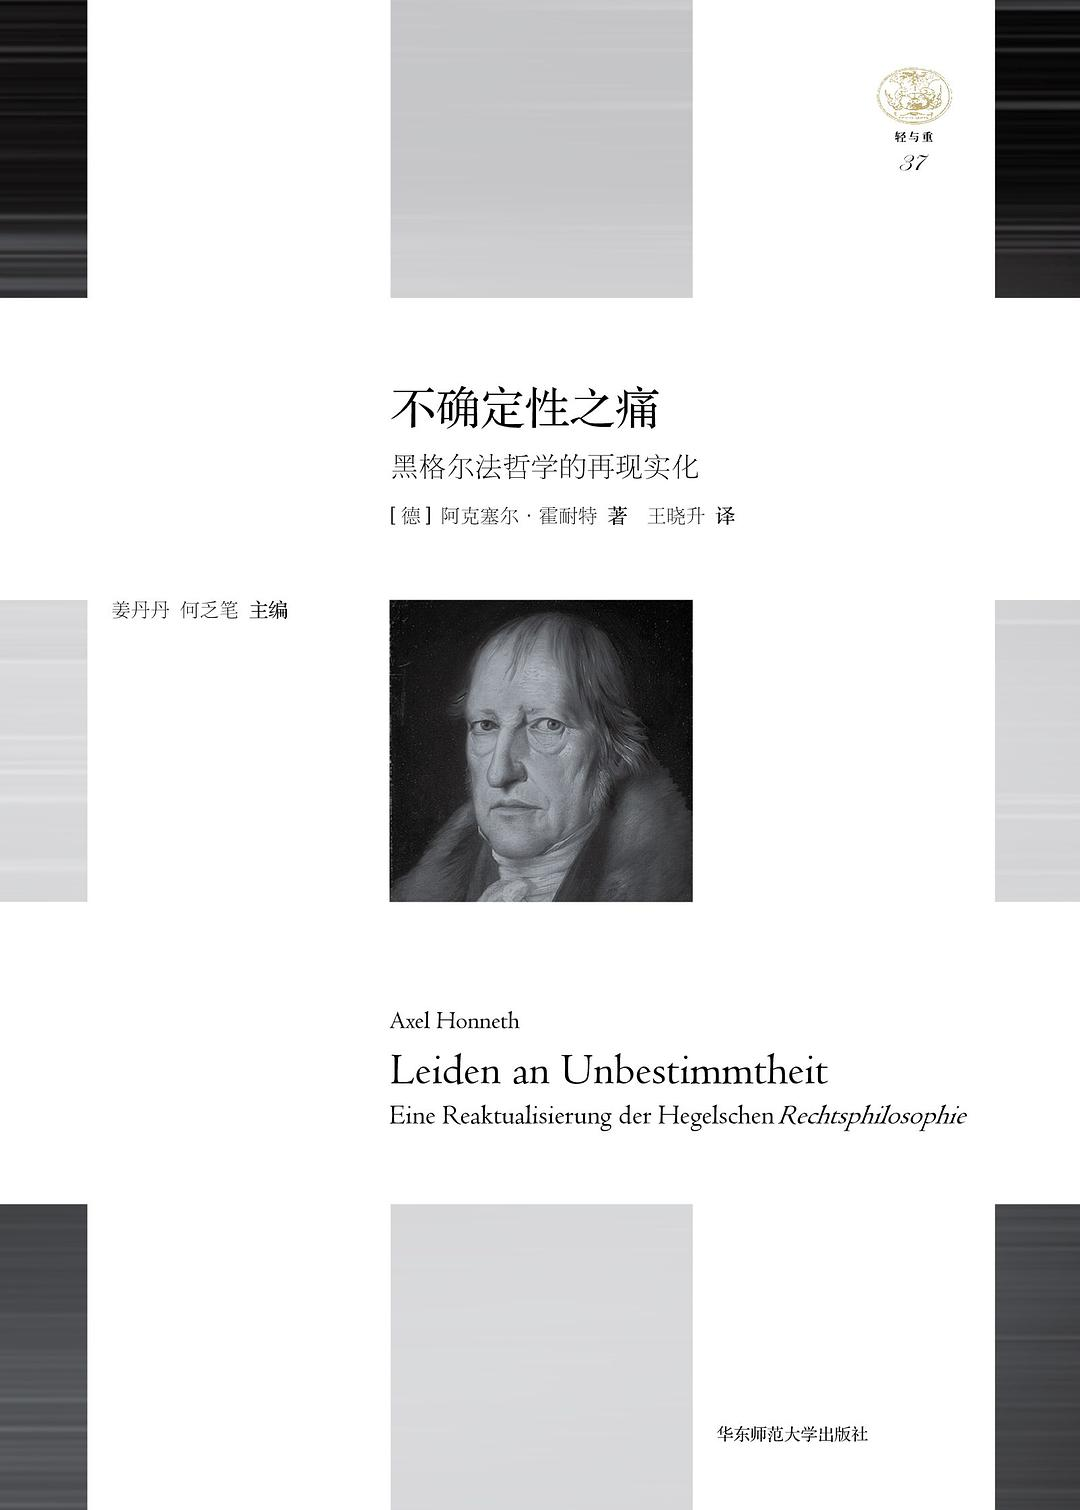 轻与重
37
不确定性之痛
黑格尔法哲学的再现实化
[德] 阿克塞尔·霍耐特 著 王晓升 译
姜丹丹 何乏笔 主编
Axel Honneth
Leiden an Unbestimmtheit
Eine Reaktualisierung der Hegelschen Rechtsphilosophie
华东师范大学出版社